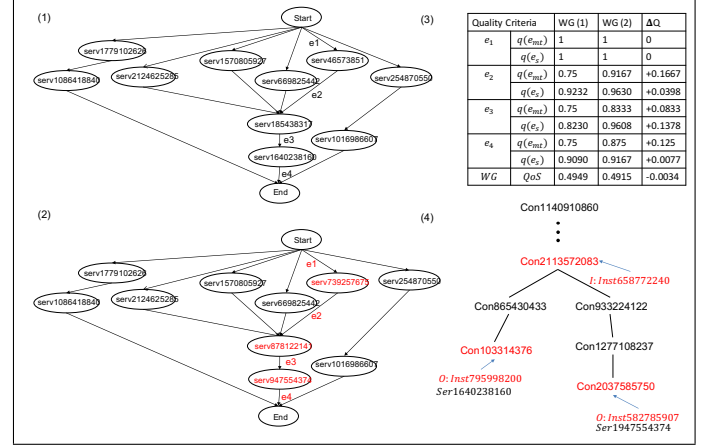 (1)
Start
e1
serv1779102626
serv1570805927
serv46573851
serv1086418840
serv2124625285
serv669825442
serv254870550
e2
serv185438317
e3
serv1016986607
serv1640238160
e4
End
(2)
Start
e1
serv1779102626
serv1570805927
serv739257675
serv254870550
serv1086418840
serv2124625285
serv669825442
e2
serv678122141
e3
serv1016986607
serv947554374
e4
End
(3)
Quality Criteria WG (1) WG (2) ΔQ
e₁ q(eₘₜ) 1 1 0
q(eₛ) 1 1 0
e₂ q(eₘₜ) 0.75 0.9167 +0.1667
q(eₛ) 0.9232 0.9630 +0.0398
e₃ q(eₘₜ) 0.75 0.8333 +0.0833
q(eₛ) 0.8230 0.9608 +0.1378
e₄ q(eₘₜ) 0.75 0.875 +0.125
q(eₛ) 0.9090 0.9167 +0.0077
WG QoS 0.4949 0.4915 -0.0034
(4)
Con1140910860
Con2113572083
I: Inst658772240
Con865430433 Con933224122
Con103314376
Con1277108237
O: Inst795998200
Ser1640238160
Con2037585750
O: Inst582785907
Ser1947554374